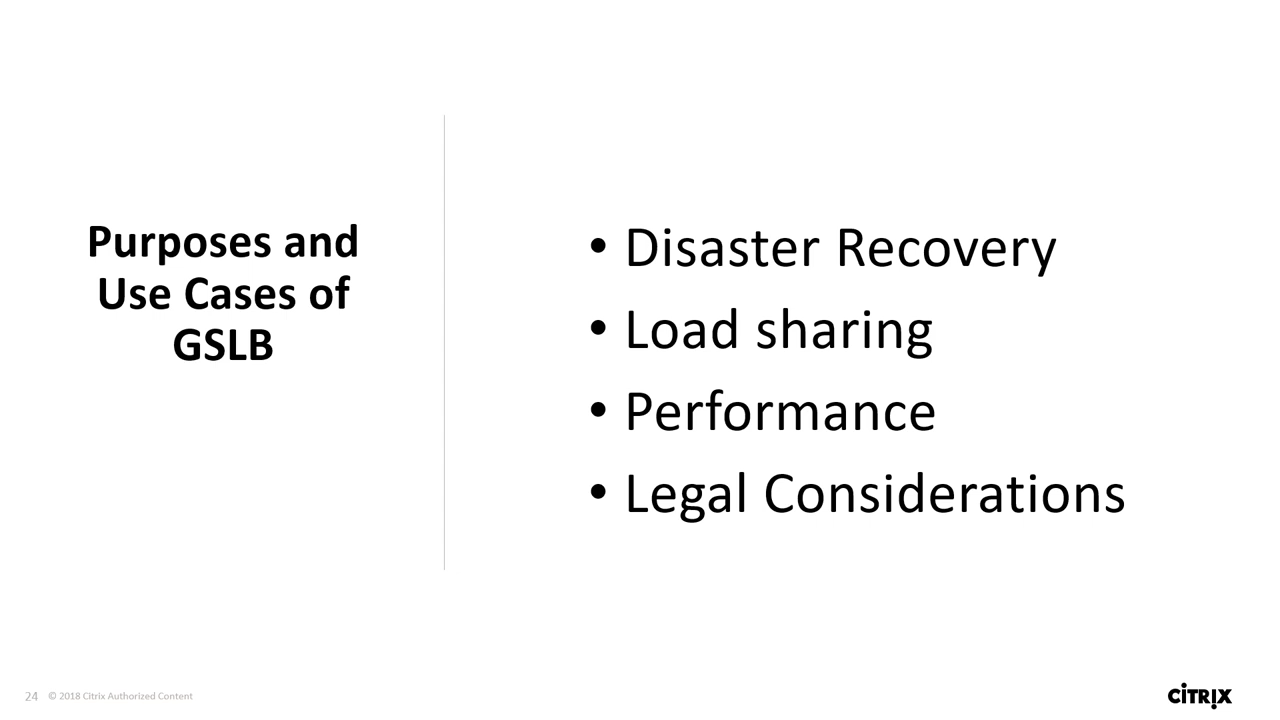 Purposes and
Use Cases of
GSLB
• Disaster Recovery
• Load sharing
• Performance
• Legal Considerations
24 © 2018 Citrix Authorized Content
CiTRiX